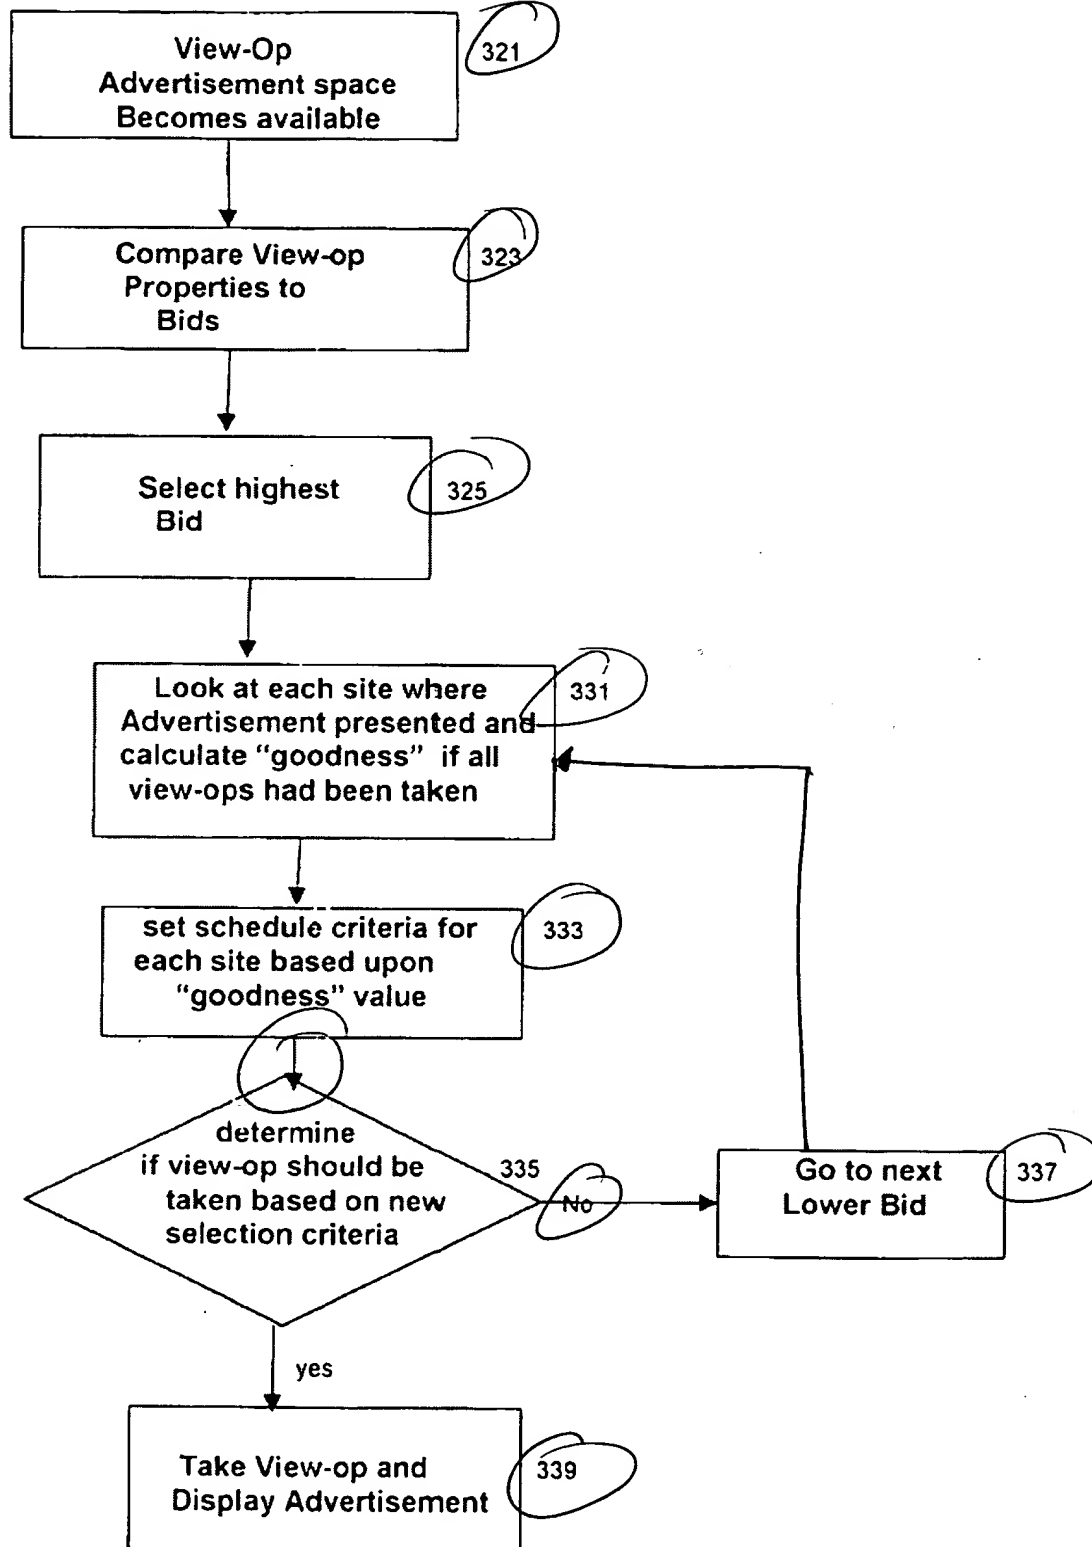 View-Op
Advertisement space
Becomes available
321
Compare View-op
Properties to
Bids
323
Select highest
Bid
325
Look at each site where
Advertisement presented and
calculate “goodness” if all
view-ops had been taken
331
set schedule criteria for
each site based upon
“goodness” value
333
determine
if view-op should be
taken based on new
selection criteria
335
No
Go to next
Lower Bid
337
yes
Take View-op and
Display Advertisement
339